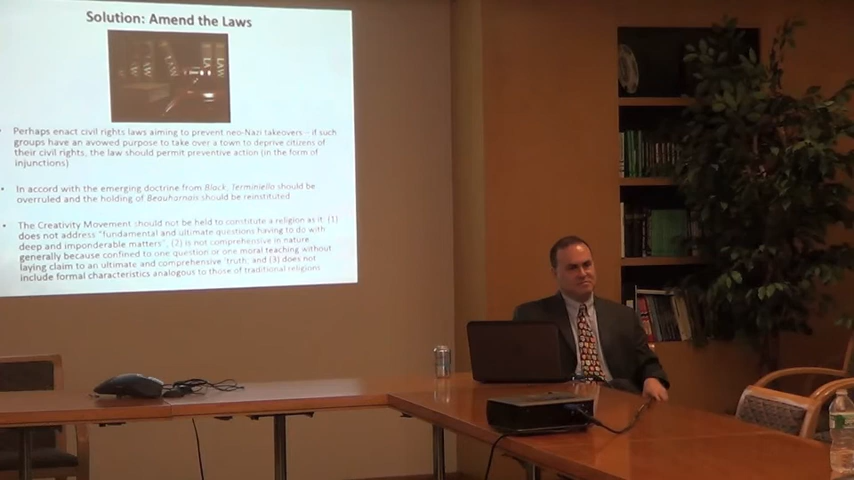 Solution: Amend the Laws
LAW
Perhaps enact civil rights laws aiming to prevent neo-Nazi takeovers – if such
groups have an avowed purpose to take over a town to deprive citizens of
their civil rights, the law should permit preventive action (in the form of
injunctions)
In accord with the emerging doctrine from Black, Terminiello should be
overruled and the holding of Beauharnais should be reinstituted
The Creativity Movement should not be held to constitute a religion as it: (1)
does not address "fundamental and ultimate questions having to do with
deep and imponderable matters", (2) is not comprehensive in nature
generally because confined to one question or one moral teaching without
laying claim to an ultimate and comprehensive 'truth; and (3) does not
include formal characteristics analogous to those of traditional religions